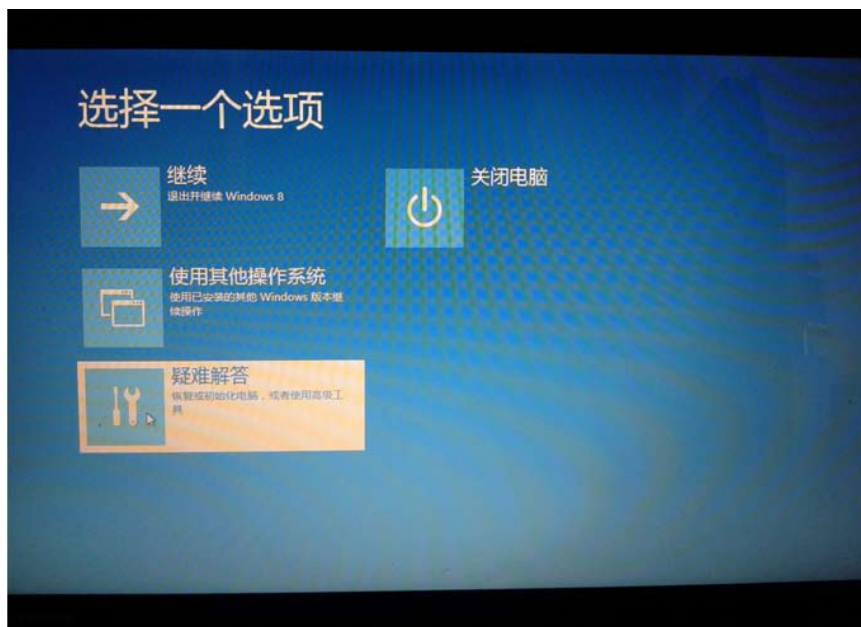 选择一个选项
继续
退出并继续 Windows 8
关闭电脑
使用其他操作系统
使用已安装的其他 Windows 版本继
续操作
疑难解答
恢复或初始化电脑，或者使用高级工
具